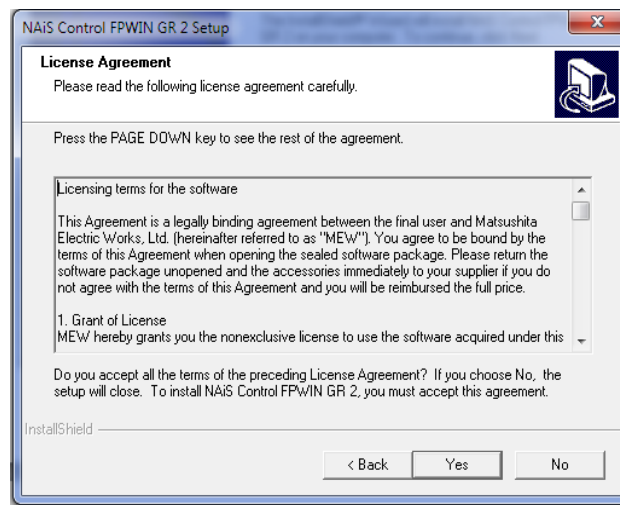 NAiS Control FPWIN GR 2 Setup
License Agreement
Please read the following license agreement carefully.
Press the PAGE DOWN key to see the rest of the agreement.
Licensing terms for the software
This Agreement is a legally binding agreement between the final user and Matsushita
Electric Works, Ltd. (hereinafter referred to as "MEW"). You agree to be bound by the
terms of this Agreement when opening the sealed software package. Please return the
software package unopened and the accessories immediately to your supplier if you do
not agree with the terms of this Agreement and you will be reimbursed the full price.
1. Grant of License
MEW hereby grants you the nonexclusive license to use the software acquired under this
Do you accept all the terms of the preceding License Agreement? If you choose No, the
setup will close. To install NAiS Control FPWIN GR 2, you must accept this agreement.
InstallShield
< Back
Yes
No